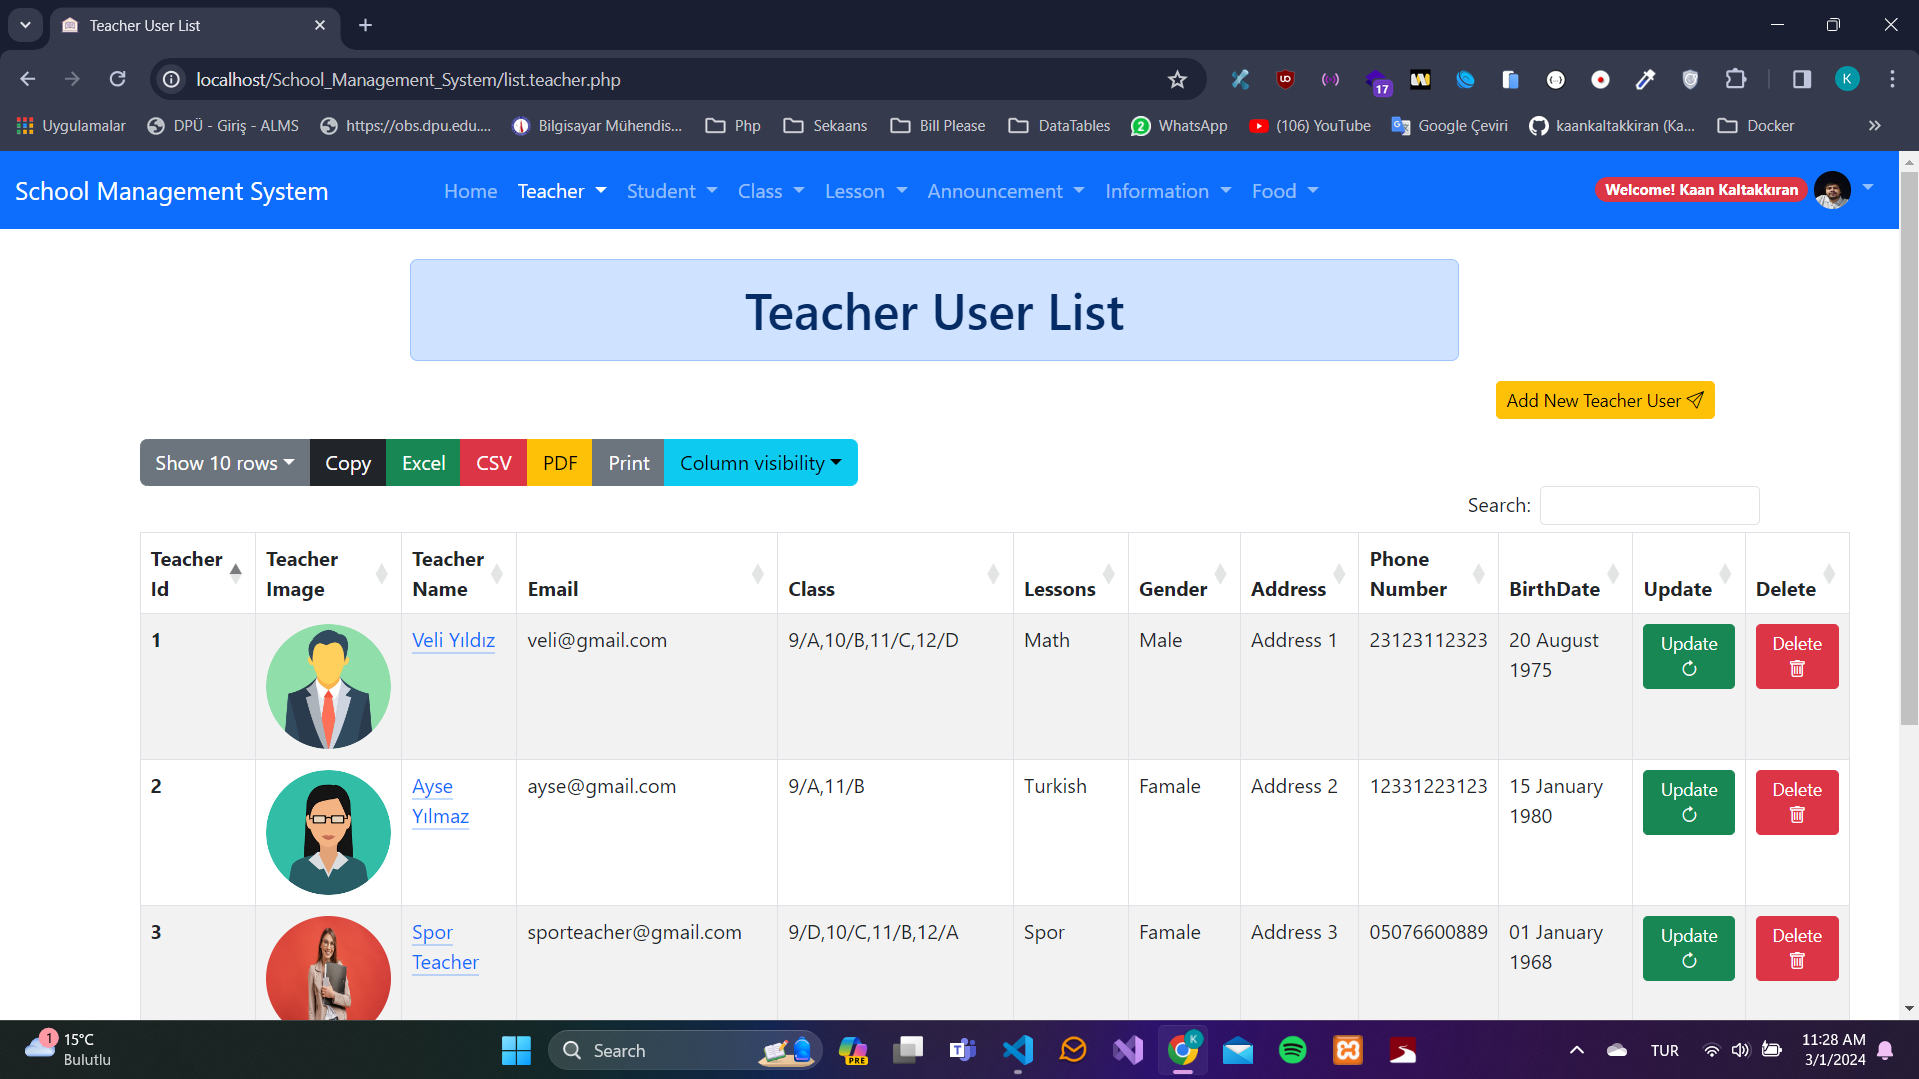 Teacher User List
localhost/School_Management_System/list.teacher.php
17
K
Uygulamalar DPÜ - Giriş - ALMS https://obs.dpu.edu.... Bilgisayar Mühendis... Php Sekaans Bill Please DataTables WhatsApp (106) YouTube Google Çeviri kaankaltakkiran (Ka... Docker
School Management System Home Teacher Student Class Lesson Announcement Information Food Welcome! Kaan Kaltakkıran
Teacher User List
Add New Teacher User
Show 10 rows Copy Excel CSV PDF Print Column visibility
Search:
Teacher Id Teacher Image Teacher Name Email Class Lessons Gender Address Phone Number BirthDate Update Delete
1 Veli Yıldız veli@gmail.com 9/A,10/B,11/C,12/D Math Male Address 1 23123112323 20 August 1975 Update Delete
2 Ayse Yılmaz ayse@gmail.com 9/A,11/B Turkish Famale Address 2 12331223123 15 January 1980 Update Delete
3 Spor Teacher sporteacher@gmail.com 9/D,10/C,11/B,12/A Spor Famale Address 3 05076600889 01 January 1968 Update Delete
1 15°C
Bulutlu
Search
PRE
K
TUR
11:28 AM
3/1/2024